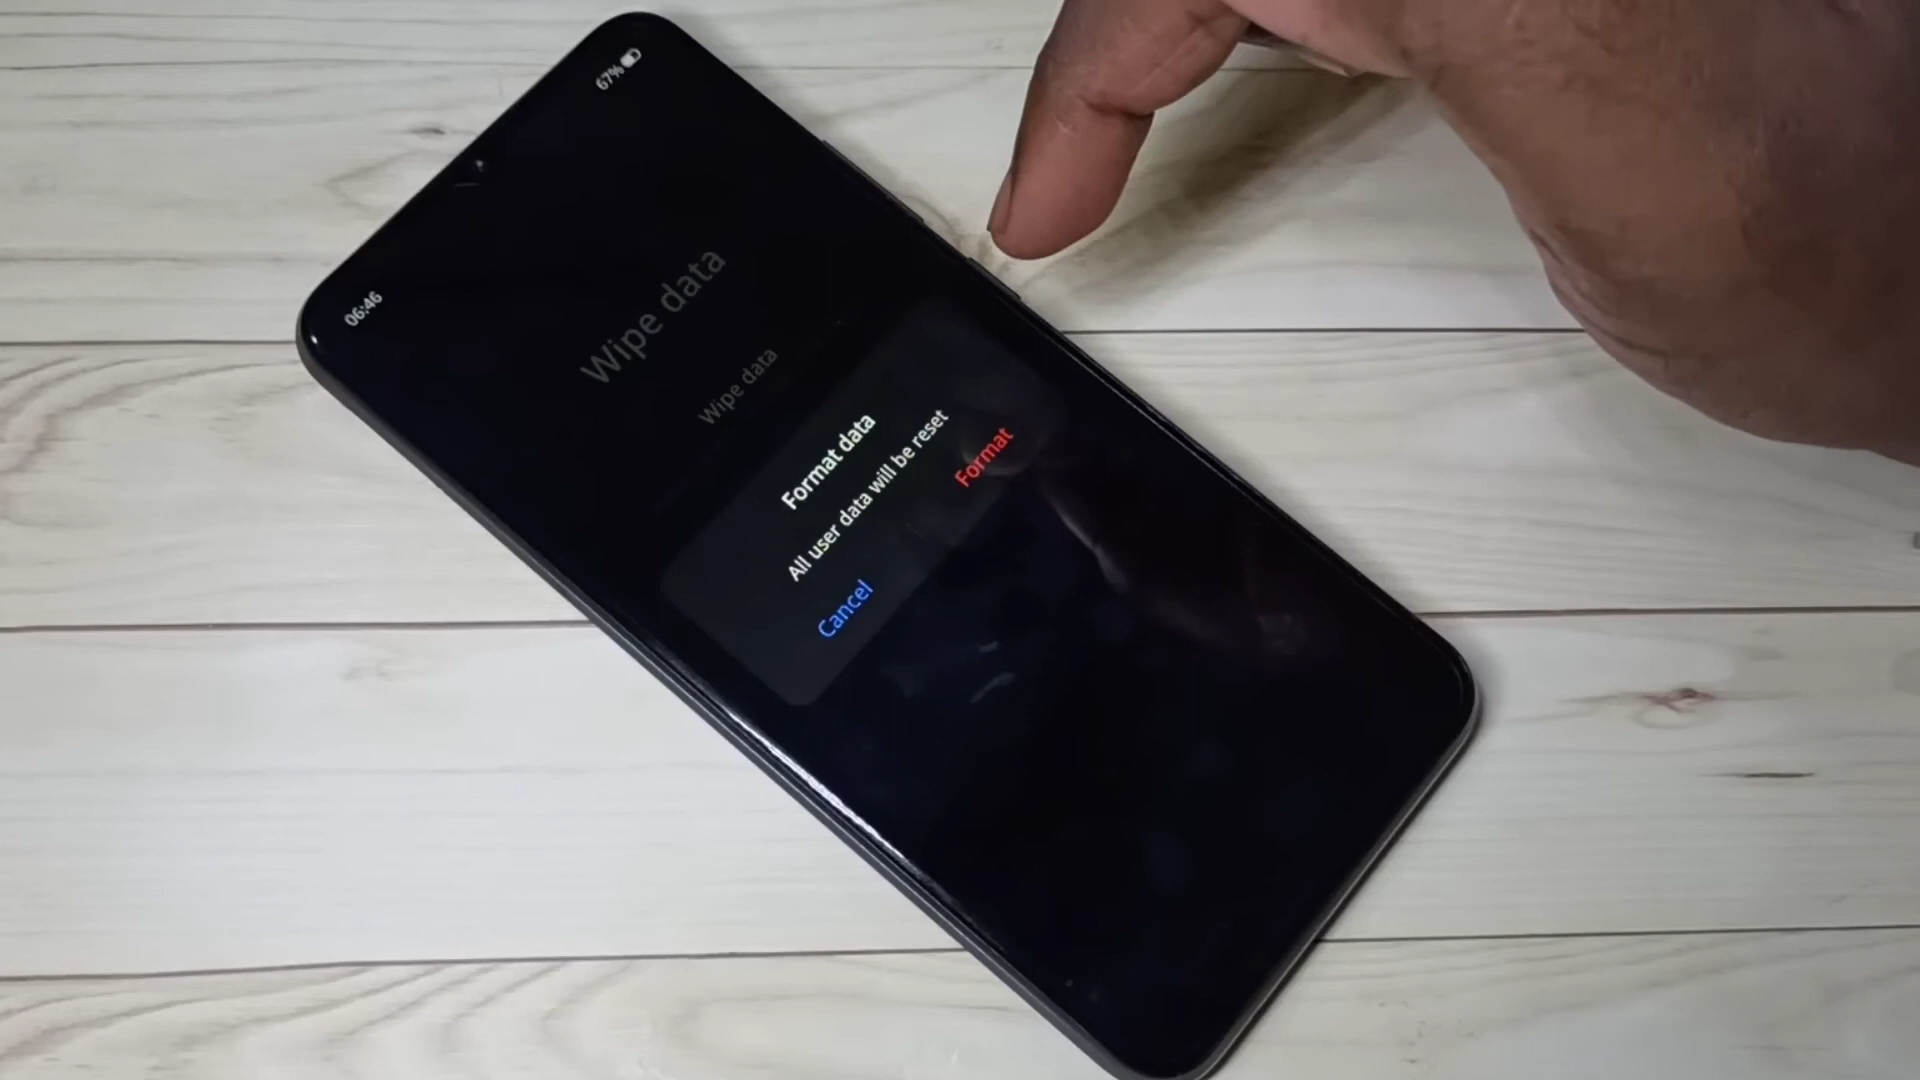 06:46
67%
Wipe data
Wipe data
Format data
All user data will be reset
Cancel
Format